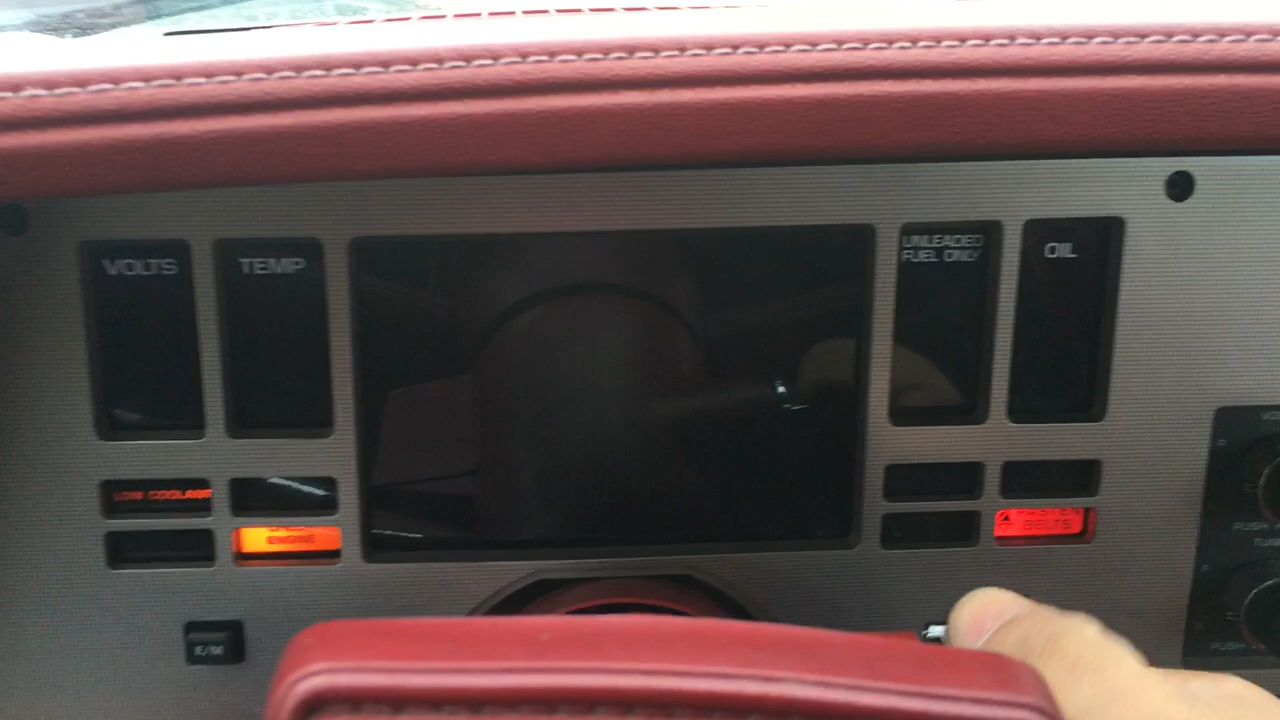 VOLTS
TEMP
UNLEADED
FUEL ONLY
OIL
LOW COOLANT
ENGINE
FASTEN
BELTS
E/M
PUSH
PUSH